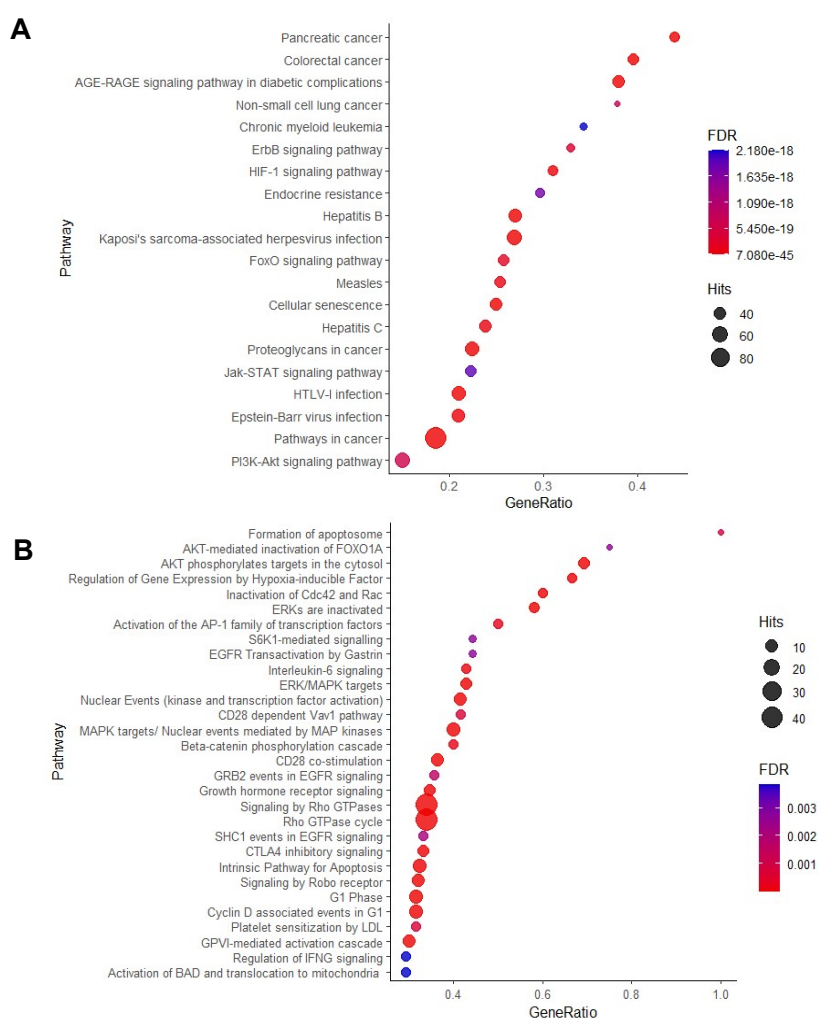 A
Pancreatic cancer
Colorectal cancer
AGE-RAGE signaling pathway in diabetic complications
Non-small cell lung cancer
Chronic myeloid leukemia
ErbB signaling pathway
HIF-1 signaling pathway
Endocrine resistance
Hepatitis B
Kaposi's sarcoma-associated herpesvirus infection
FoxO signaling pathway
Measles
Cellular senescence
Hepatitis C
Proteoglycans in cancer
Jak-STAT signaling pathway
HTLV-I infection
Epstein-Barr virus infection
Pathways in cancer
PI3K-Akt signaling pathway
Pathway
0.2 0.3 0.4
GeneRatio
FDR
2.180e-18
1.635e-18
1.090e-18
5.450e-19
7.080e-45
Hits
40
60
80
B
Formation of apoptosome
AKT-mediated inactivation of FOXO1A
AKT phosphorylates targets in the cytosol
Regulation of Gene Expression by Hypoxia-inducible Factor
Inactivation of Cdc42 and Rac
ERKs are inactivated
Activation of the AP-1 family of transcription factors
S6K1-mediated signalling
EGFR Transactivation by Gastrin
Interleukin-6 signaling
ERK/MAPK targets
Nuclear Events (kinase and transcription factor activation)
CD28 dependent Vav1 pathway
MAPK targets/ Nuclear events mediated by MAP kinases
Beta-catenin phosphorylation cascade
CD28 co-stimulation
GRB2 events in EGFR signaling
Growth hormone receptor signaling
Signaling by Rho GTPases
Rho GTPase cycle
SHC1 events in EGFR signaling
CTLA4 inhibitory signaling
Intrinsic Pathway for Apoptosis
Signaling by Robo receptor
G1 Phase
Cyclin D associated events in G1
Platelet sensitization by LDL
GPVI-mediated activation cascade
Regulation of IFNG signaling
Activation of BAD and translocation to mitochondria
Pathway
0.4 0.6 0.8 1.0
GeneRatio
Hits
10
20
30
40
FDR
0.003
0.002
0.001